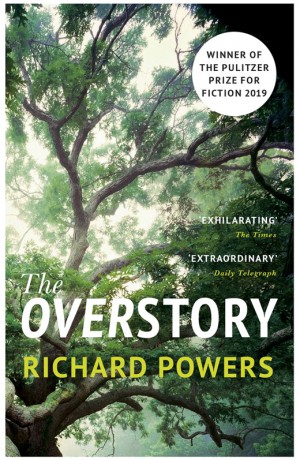 WINNER OF
THE PULITZER
PRIZE FOR
FICTION 2019
'EXHILARATING'
The Times
'EXTRAORDINARY'
Daily Telegraph
The
OVERSTORY
RICHARD POWERS